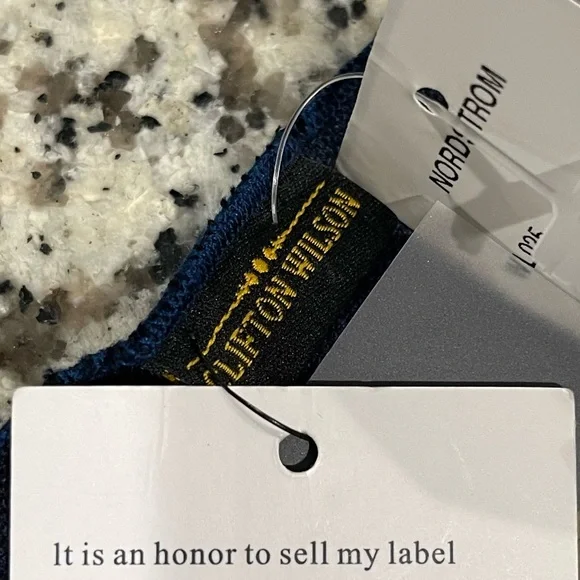 NORDSTROM
CLIFTON WILSON
It is an honor to sell my label